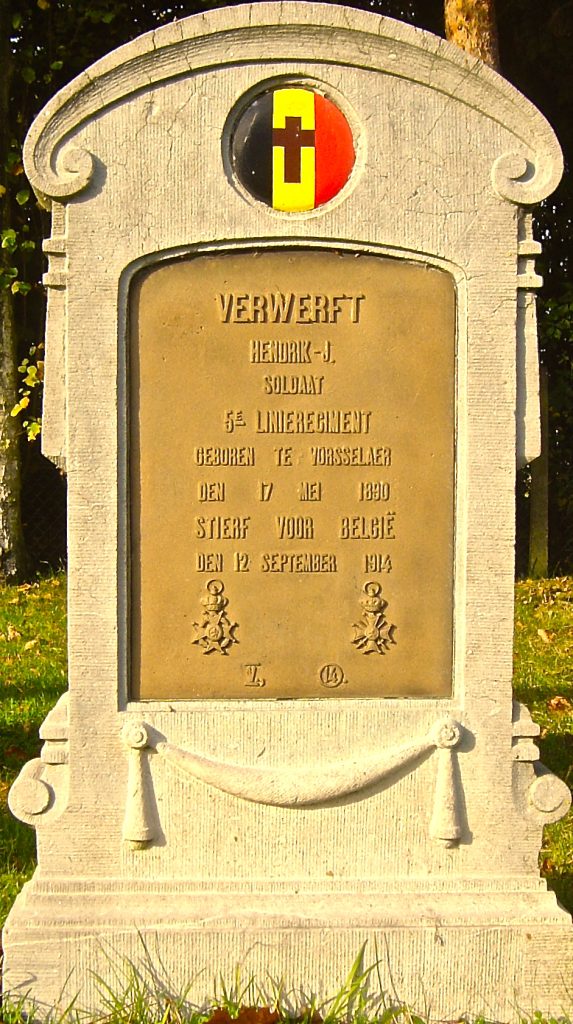 VERWERFT
HENDRIK-J.
SOLDAAT
5E LINIEREGIMENT
GEBOREN TE VORSSELAER
DEN 17 MEI 1890
STIERF VOOR BELGIË
DEN 12 SEPTEMBER 1914
V, 14.